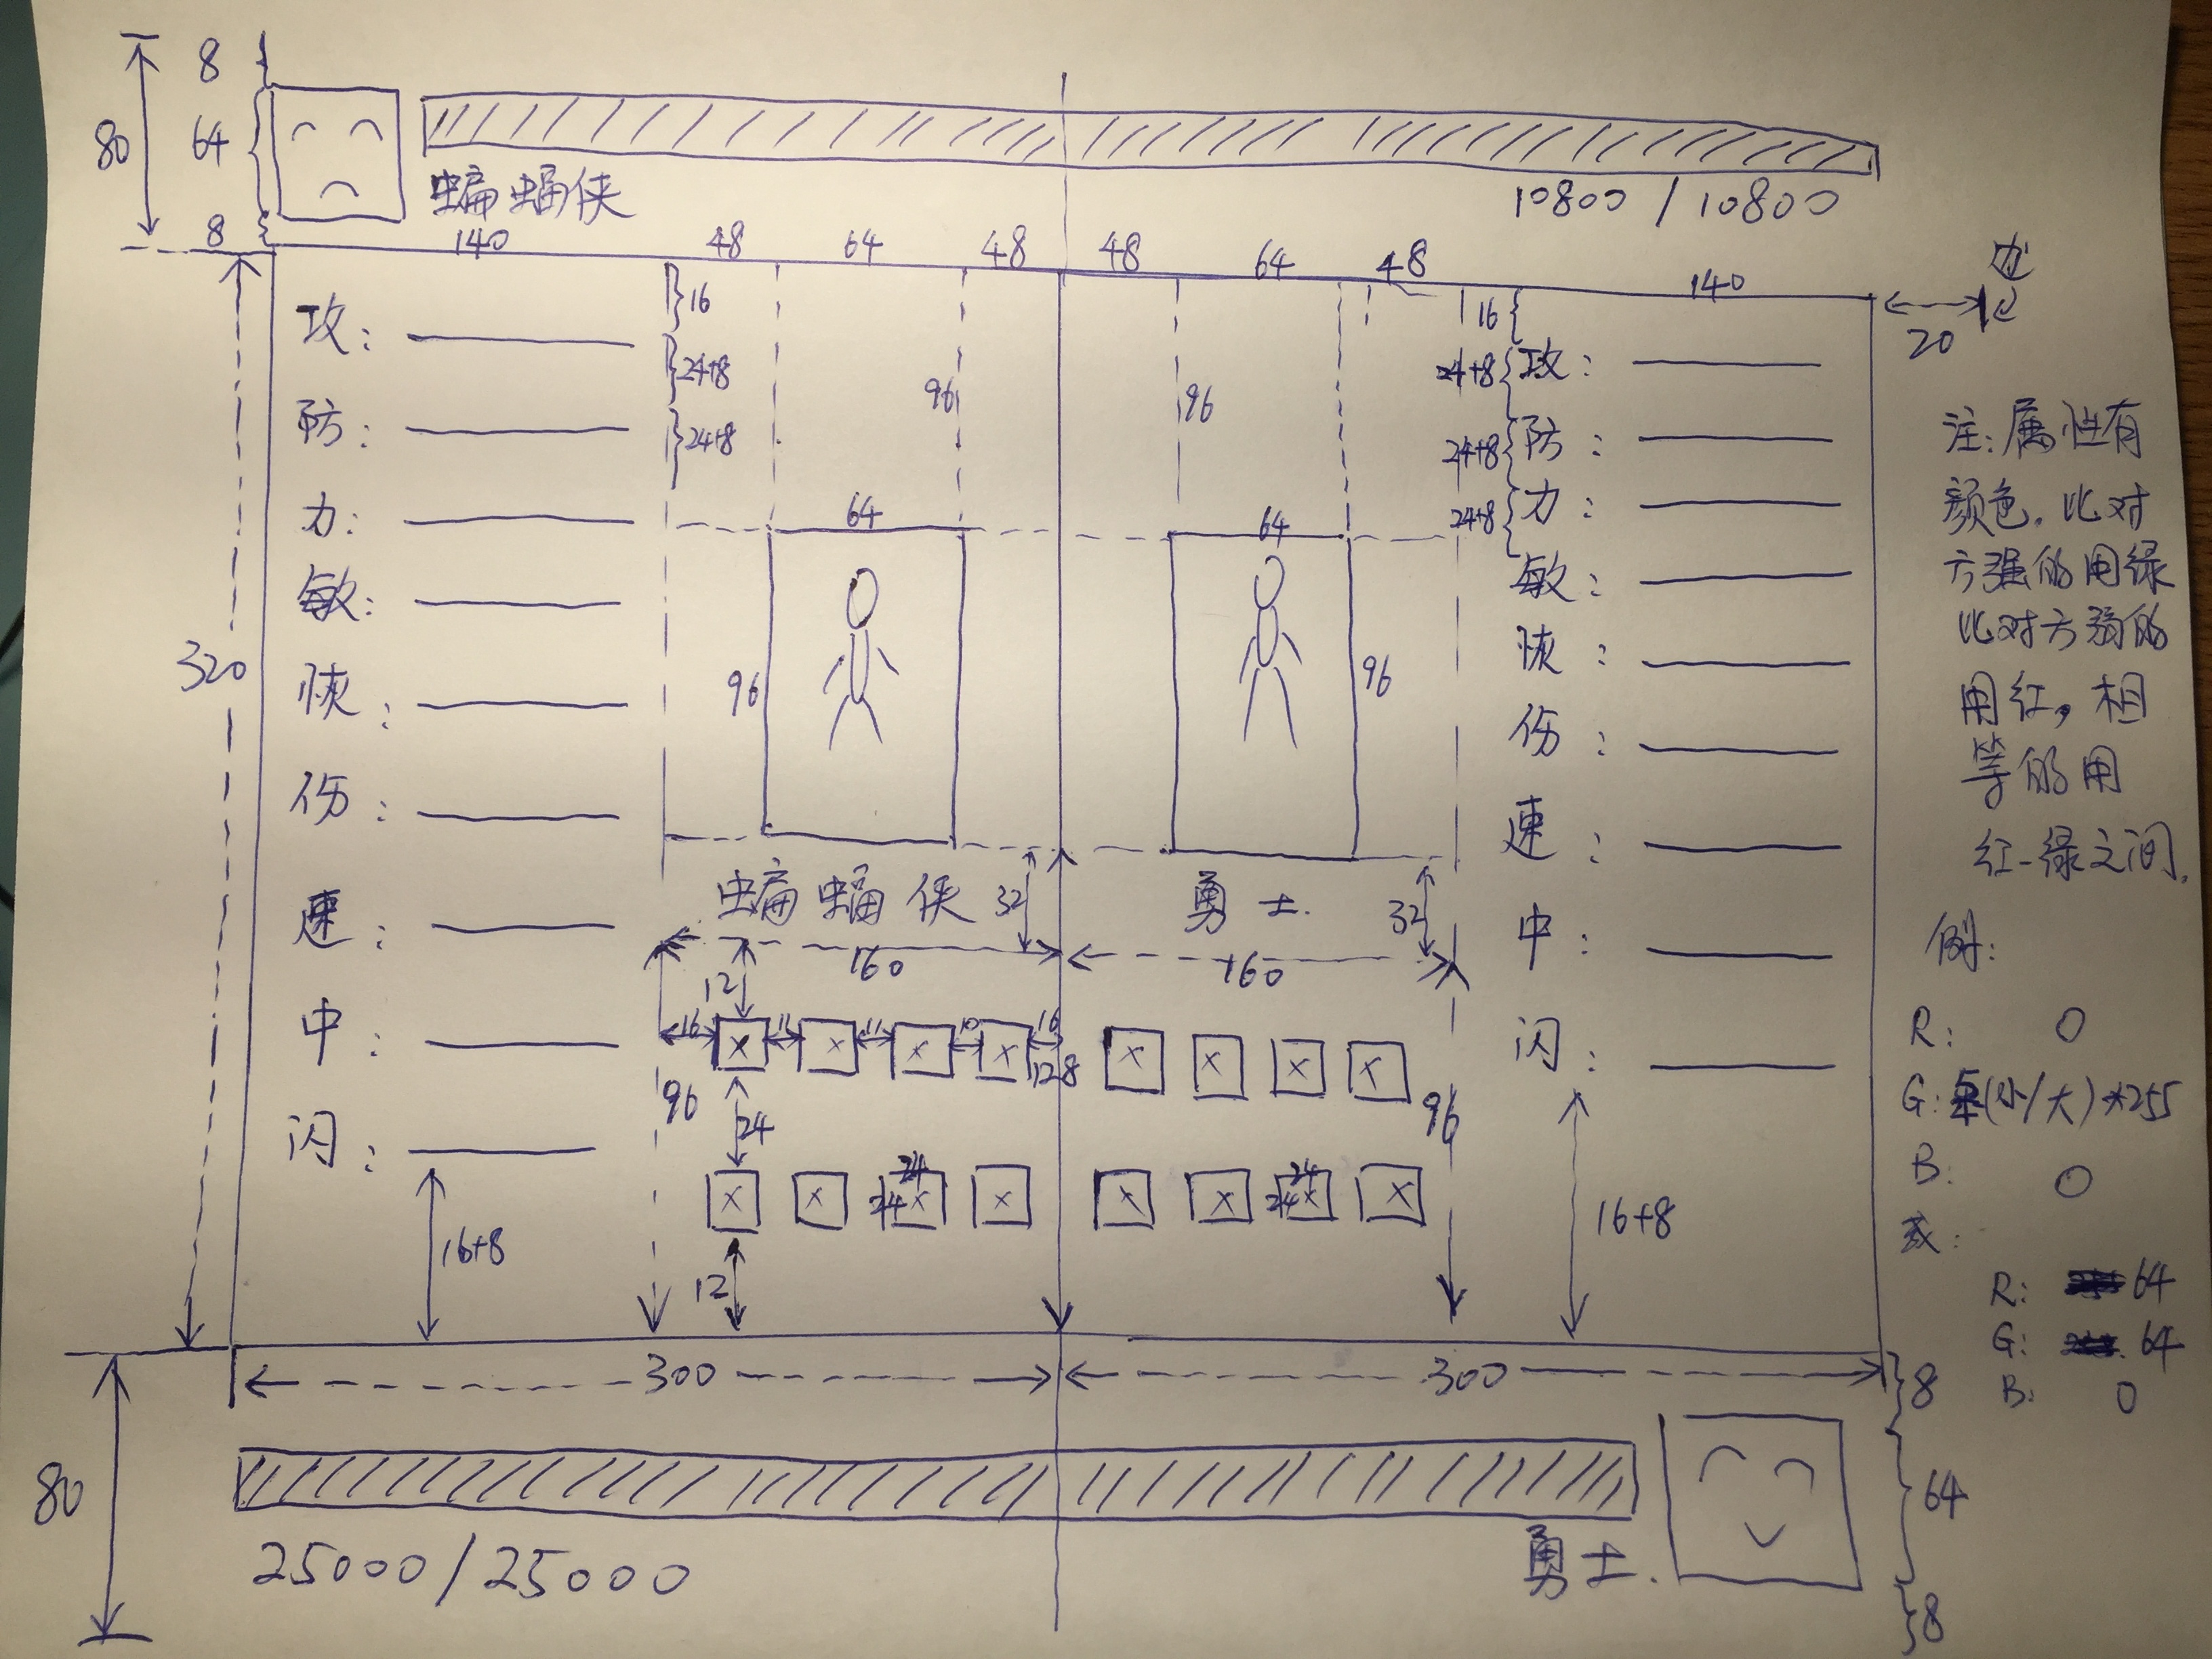 8
80
64
8
蝙蝠侠
10800 / 10800
140
48
64
48
48
64
48
140
边
20
320
攻:
防:
力:
敏:
恢:
伤:
速:
中:
闪:
16+8
16
24+8
24+8
96
64
96
蝙蝠侠
32
160
12
16
11
11
10
16
128
96
24
24
24
12
96
64
96
勇士.
32
160
96
24
24
16
24+8
24+8
24+8
攻:
防:
力:
敏:
恢:
伤:
速:
中:
闪:
16+8
注:属性有
颜色,比对
方强的用绿
比对方弱的
用红,相
等的用
红-绿之间.
例:
R: 0
G: (小/大)*255
B: 0
或:
R: 64
G: 64
B: 0
300
300
80
8
64
8
25000/25000
勇士.